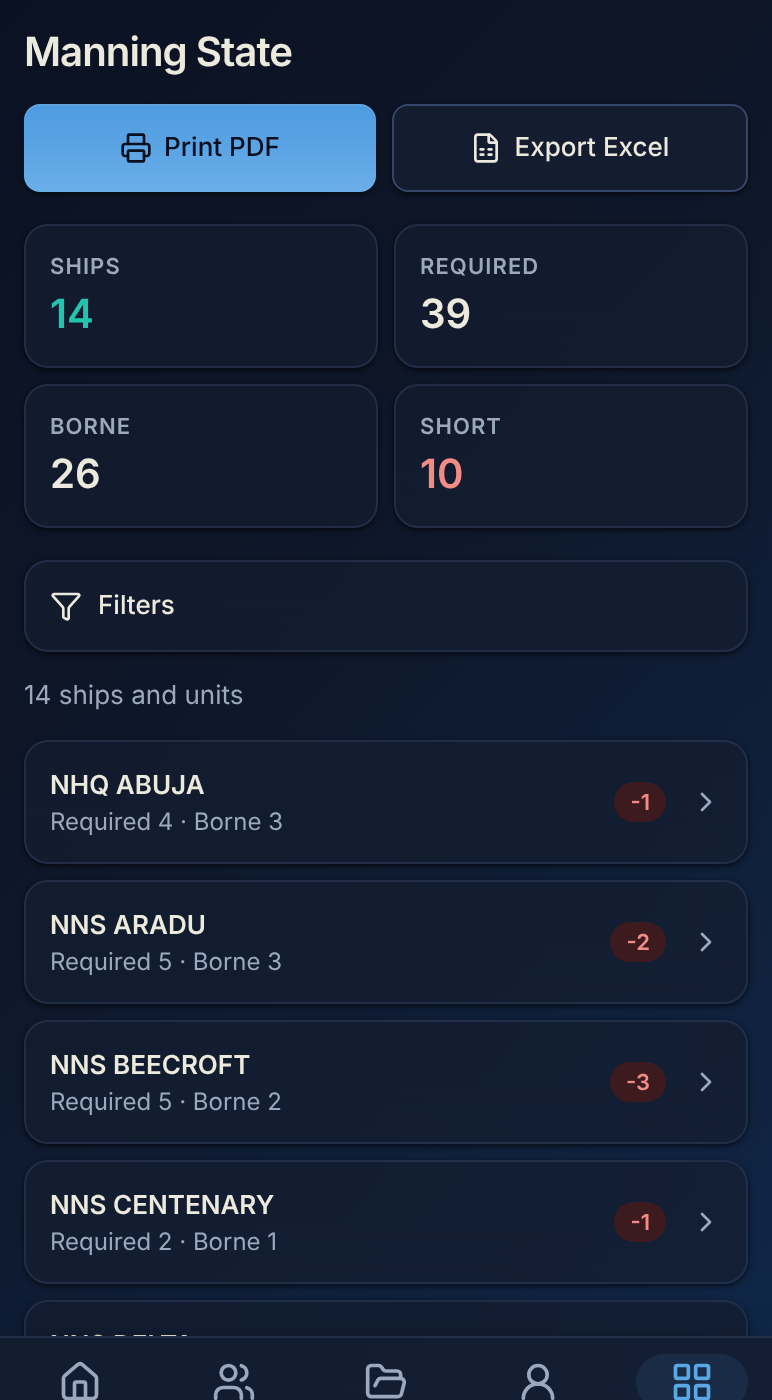 Manning State
Print PDF
Export Excel
SHIPS
14
REQUIRED
39
BORNE
26
SHORT
10
Filters
14 ships and units
NHQ ABUJA
Required 4 · Borne 3
-1
NNS ARADU
Required 5 · Borne 3
-2
NNS BEECROFT
Required 5 · Borne 2
-3
NNS CENTENARY
Required 2 · Borne 1
-1